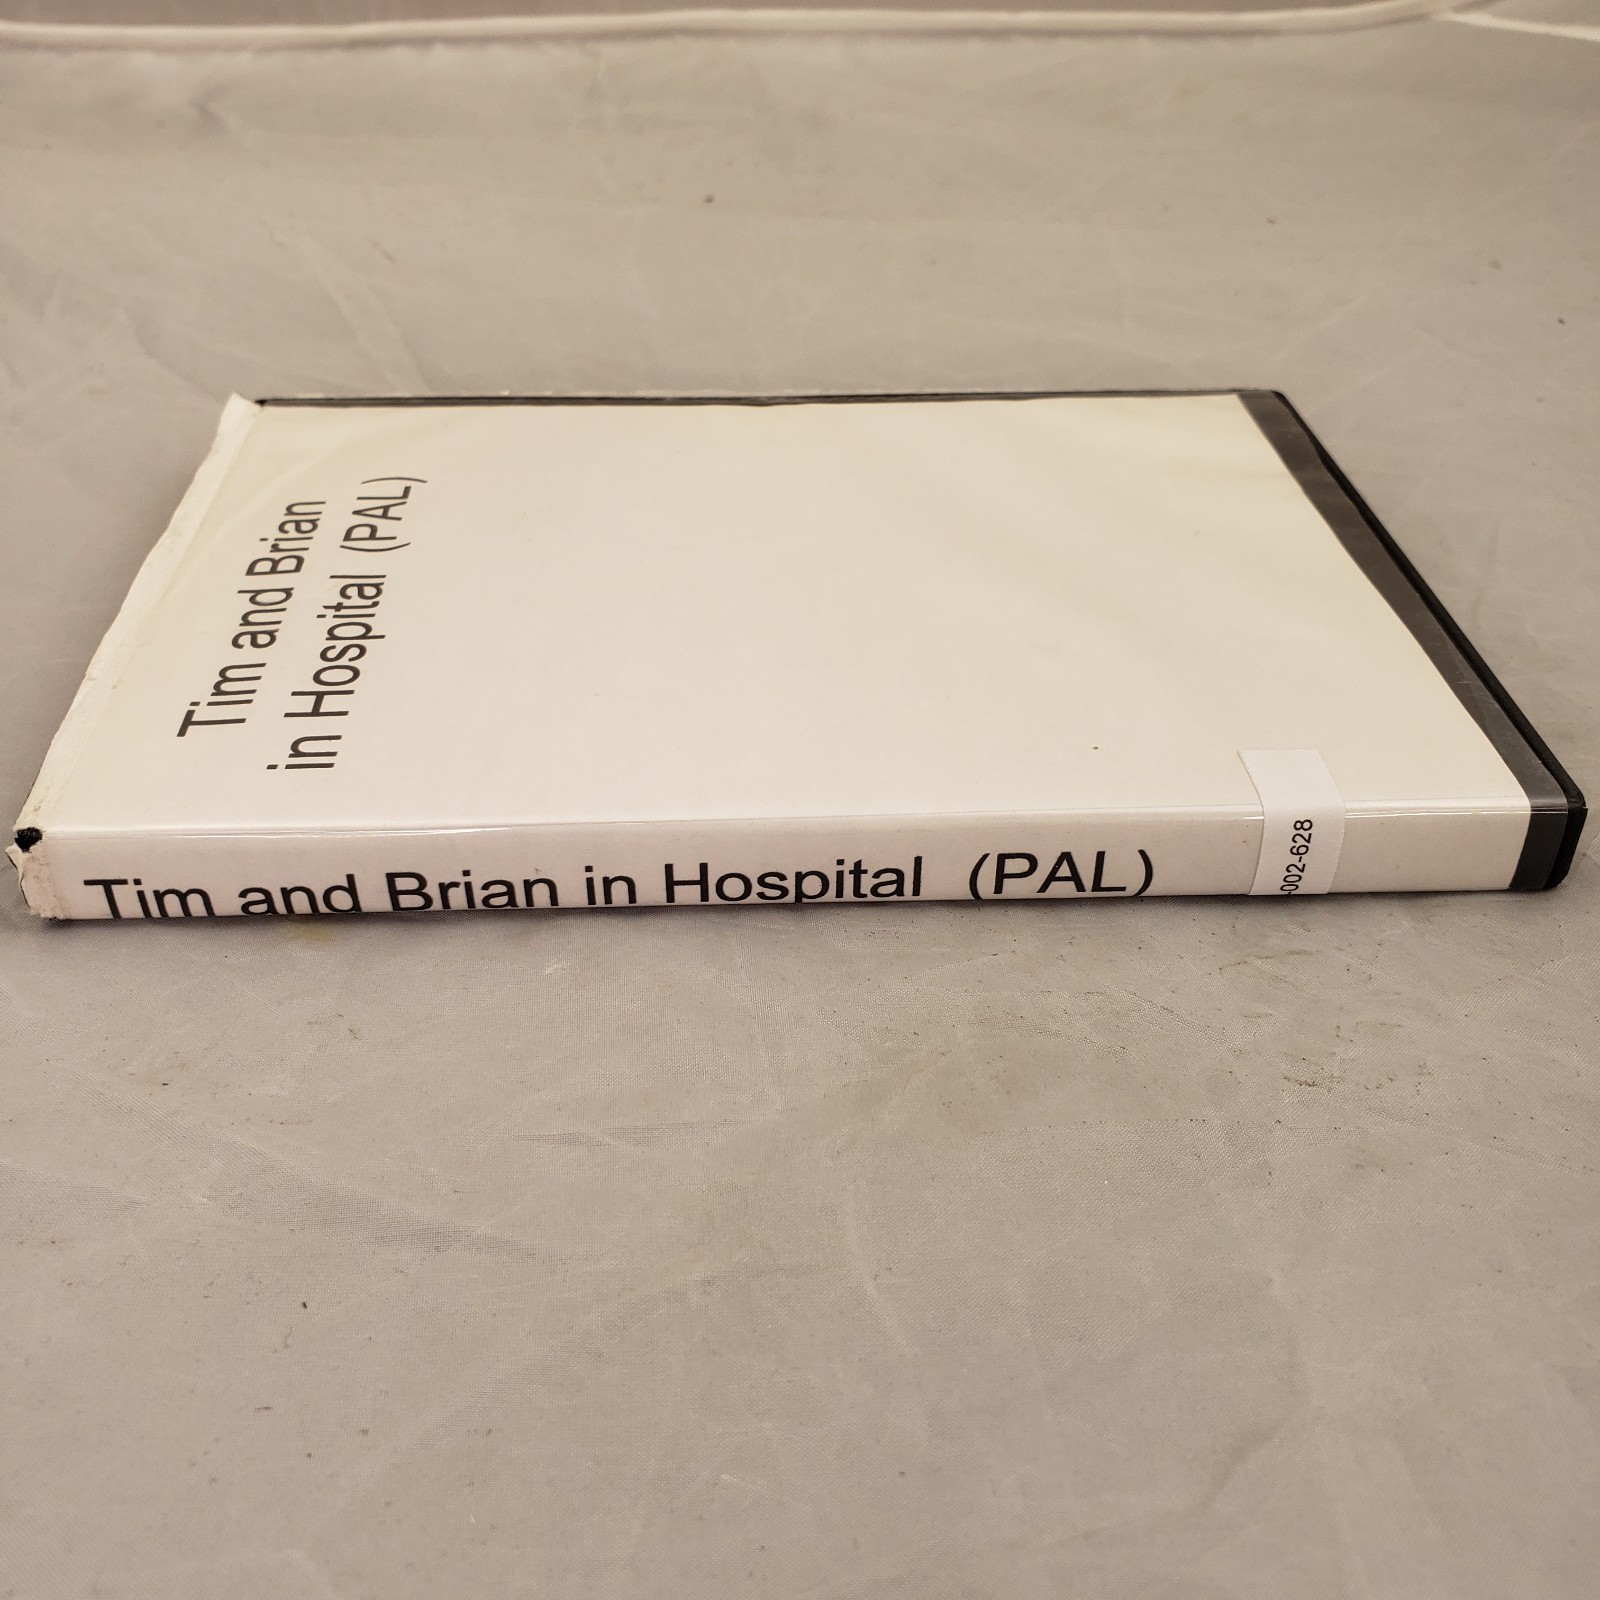 Tim and Brian
in Hospital (PAL)
Tim and Brian in Hospital (PAL)
-002-628